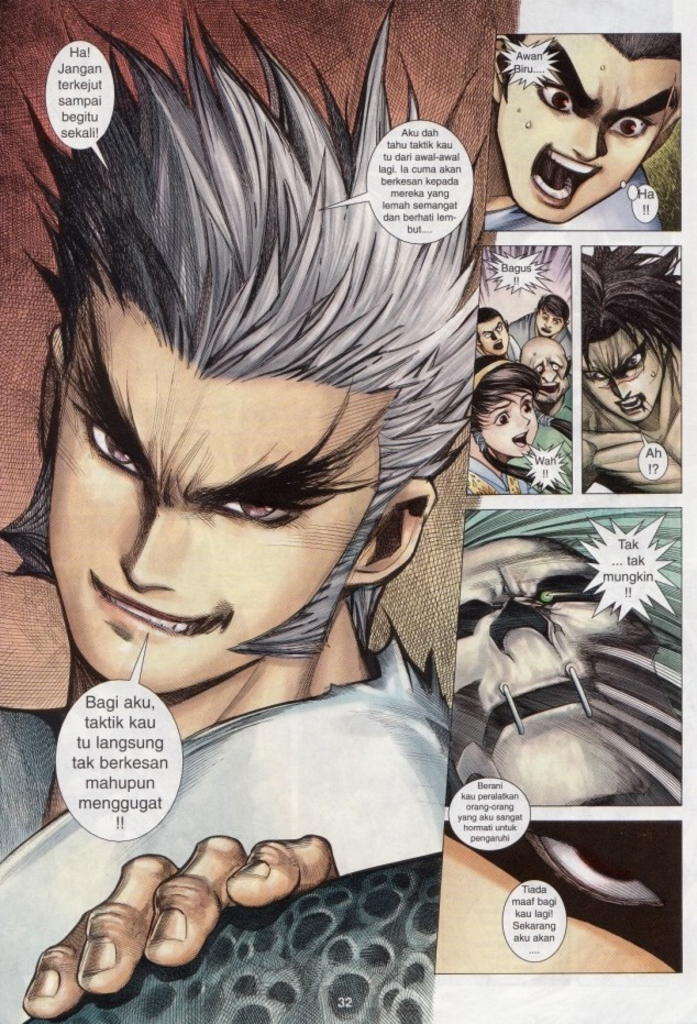 Ha!
Jangan
terkejut
sampai
begitu
sekali!
Aku dah
tahu taktik kau
tu dari awal-awal
lagi. Ia cuma akan
berkesan kepada
mereka yang
lemah semangat
dan berhati lem-
but....
Bagi aku,
taktik kau
tu langsung
tak berkesan
mahupun
menggugat
!!
Awan
Biru....
Ha
!!
Bagus
!!
Wah
!!
Ah
!?
Tak
... tak
mungkin
!!
Berani
kau peralatkan
orang-orang
yang aku sangat
hormati untuk
pengaruhi
Tiada
maaf bagi
kau lagi!
Sekarang
aku akan
....
32